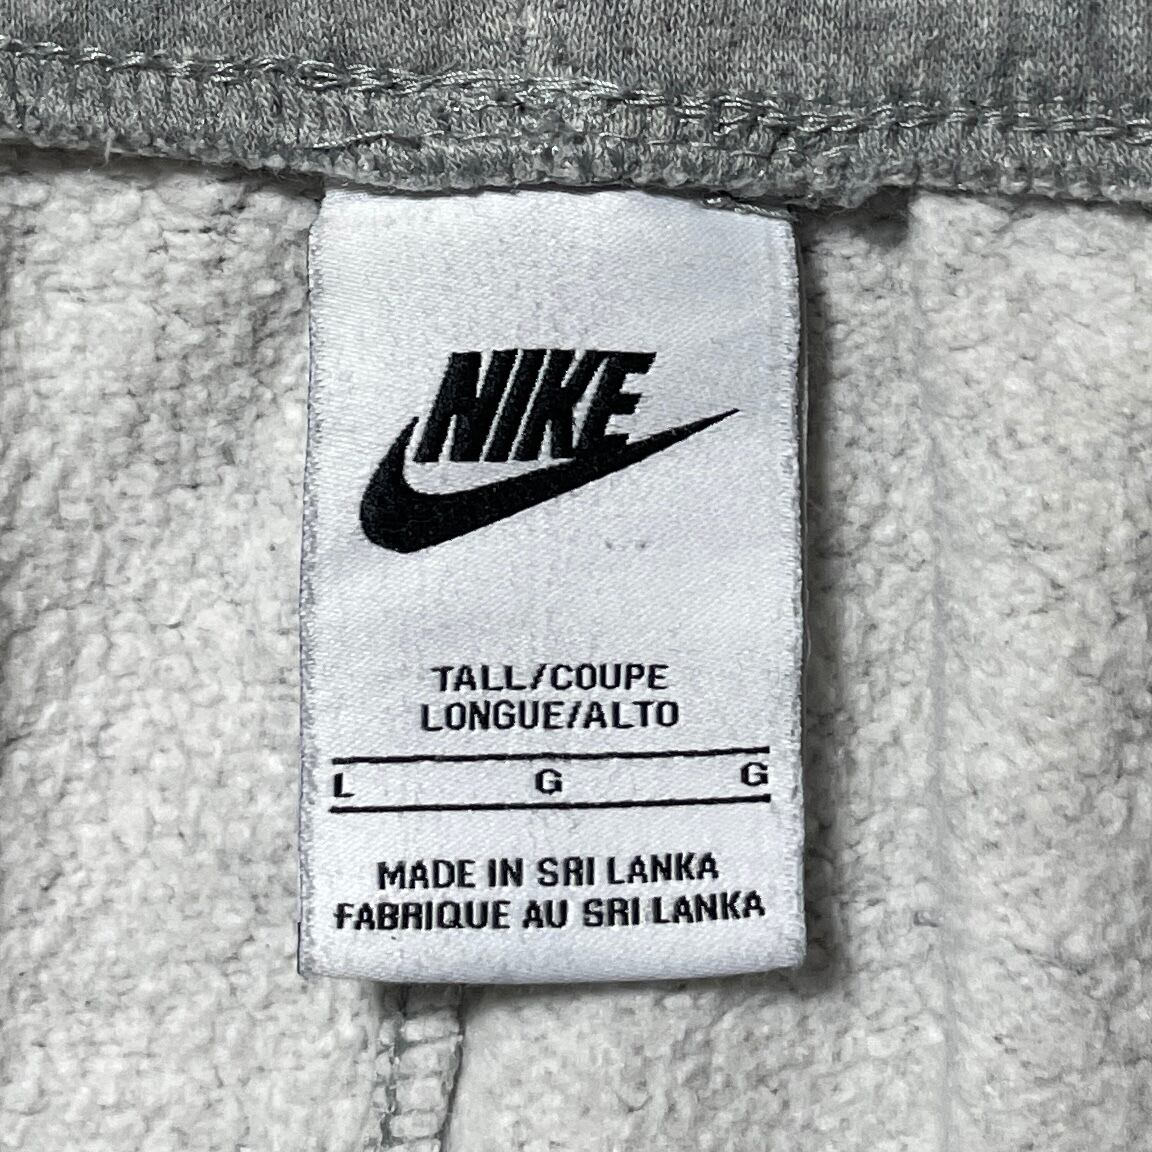 NIKE
TALL/COUPE
LONGUE/ALTO
L G G
MADE IN SRI LANKA
FABRIQUE AU SRI LANKA